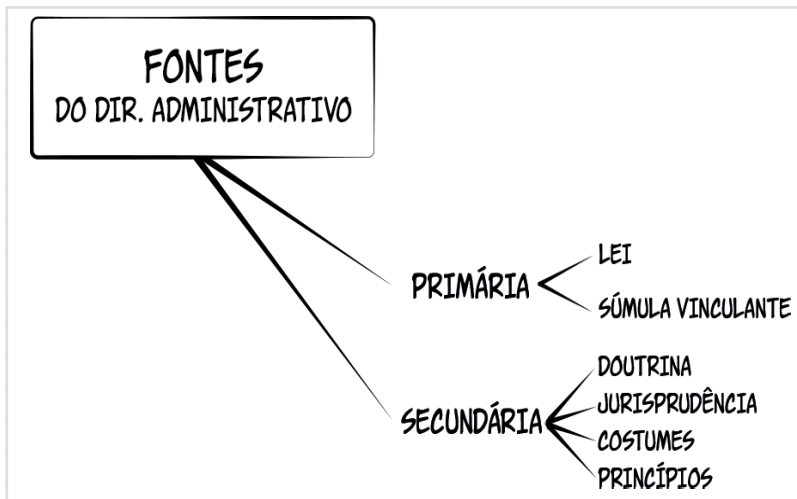 FONTES
DO DIR. ADMINISTRATIVO
PRIMÁRIA
LEI
SÚMULA VINCULANTE
SECUNDÁRIA
DOUTRINA
JURISPRUDÊNCIA
COSTUMES
PRINCÍPIOS